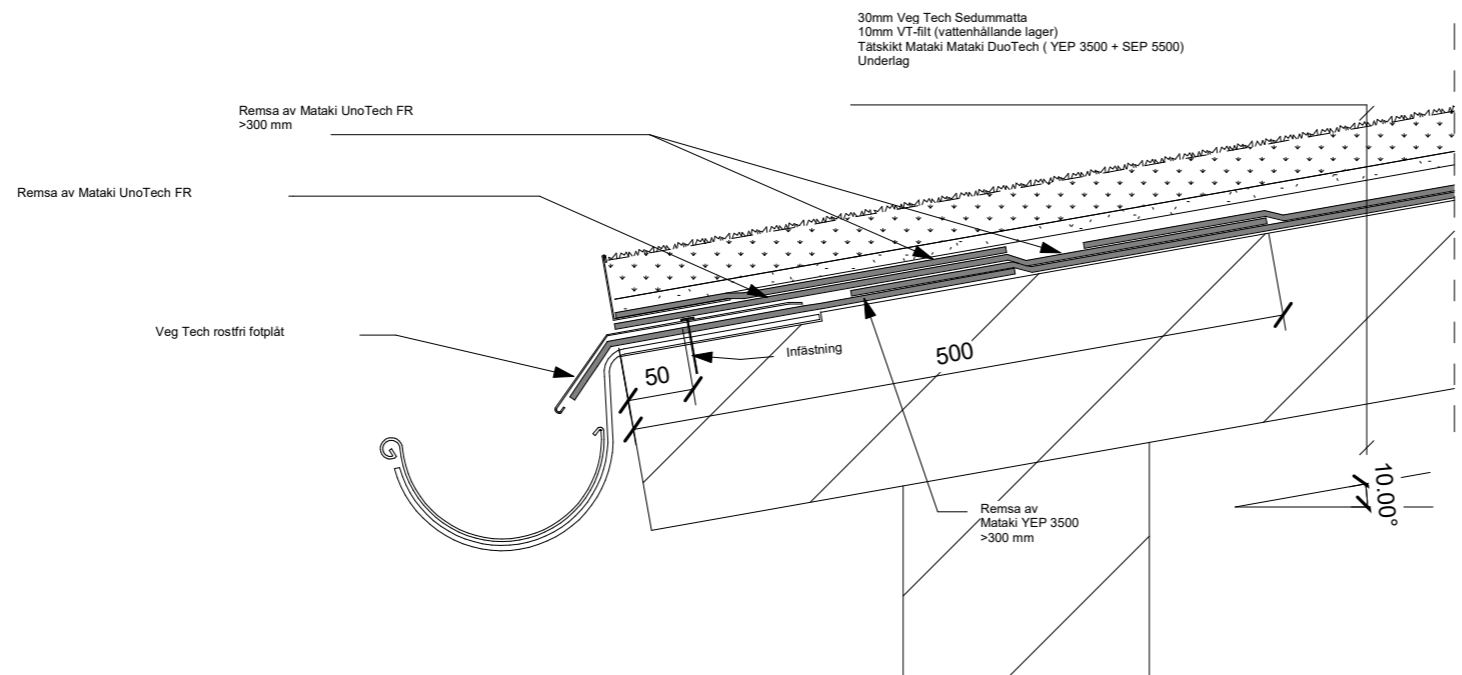 30mm Veg Tech Sedummatta
10mm VT-filt (vattenhållande lager)
Tätskikt Mataki Mataki DuoTech ( YEP 3500 + SEP 5500)
Underlag
Remsa av Mataki UnoTech FR
>300 mm
Remsa av Mataki UnoTech FR
Veg Tech rostfri fotplåt
Infästning
500
50
10.00°
Remsa av
Mataki YEP 3500
>300 mm